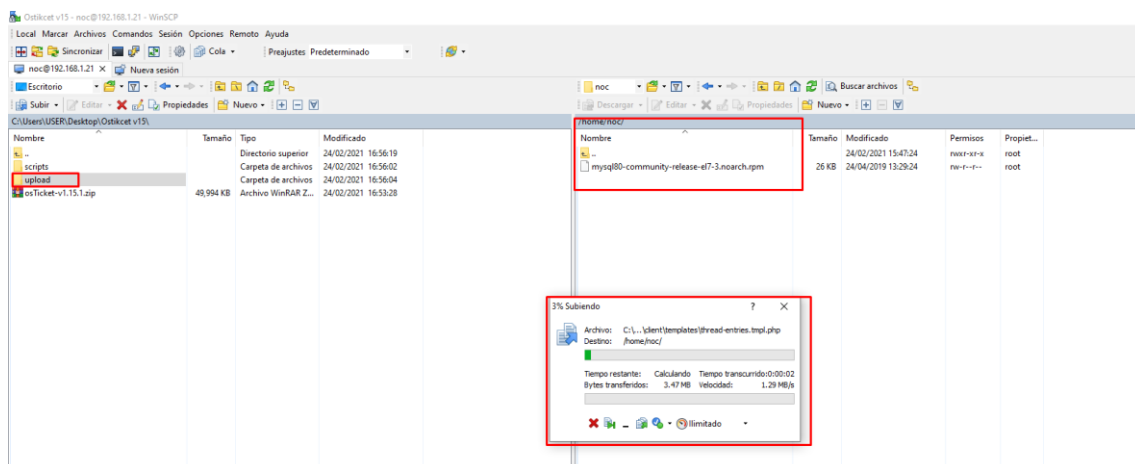 Ostikcet v15 - noc@192.168.1.21 - WinSCP
Local Marcar Archivos Comandos Sesión Opciones Remoto Ayuda
Sincronizar Cola Preajustes Predeterminado
noc@192.168.1.21 X Nueva sesión
Escritorio noc Buscar archivos
Subir Editar Propiedades Nuevo Descargar Editar Propiedades Nuevo
C:\Users\USER\Desktop\Ostikcet v15\ /home/noc/
Nombre Tamaño Tipo Modificado Nombre Tamaño Modificado Permisos Propiet...
.. Directorio superior 24/02/2021 16:56:19 .. 24/02/2021 15:47:24 rwxr-xr-x root
scripts Carpeta de archivos 24/02/2021 16:56:02 mysql80-community-release-el7-3.noarch.rpm 26 KB 24/04/2019 13:29:24 rw-r--r-- root
upload Carpeta de archivos 24/02/2021 16:56:04
osTicket-v1.15.1.zip 49,994 KB Archivo WinRAR Z... 24/02/2021 16:53:28
3% Subiendo ? X
Archivo: C:\...\client\templates\thread-entries.tmpl.php
Destino: /home/noc/
Tiempo restante: Calculando Tiempo transcurrido:0:00:02
Bytes transferidos: 3.47 MB Velocidad: 1.29 MB/s
Ilimitado